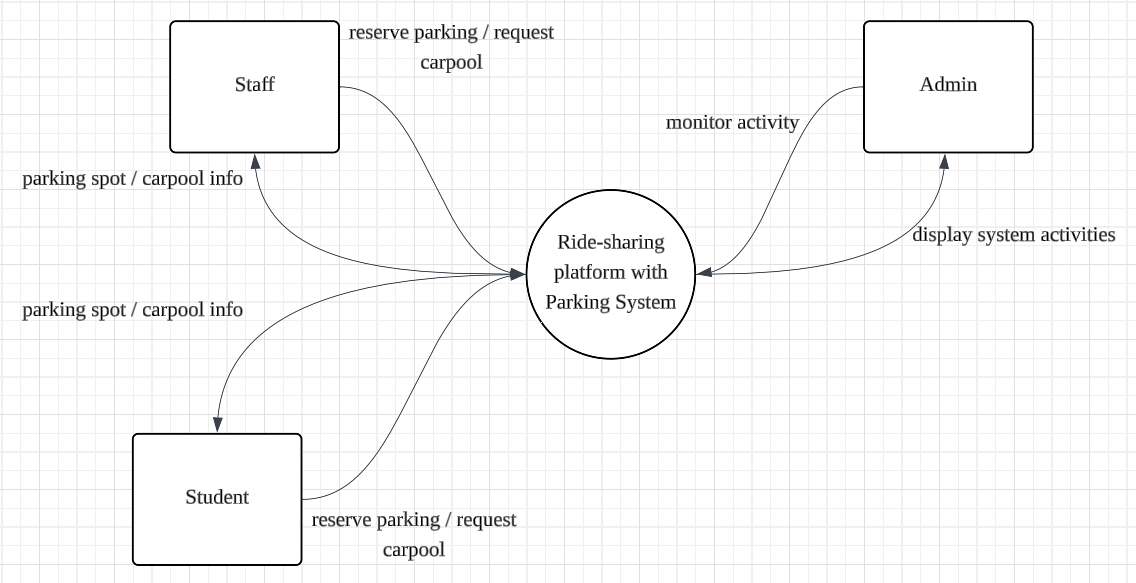 reserve parking / request
carpool
Staff
Admin
monitor activity
parking spot / carpool info
display system activities
Ride-sharing
platform with
Parking System
parking spot / carpool info
Student
reserve parking / request
carpool